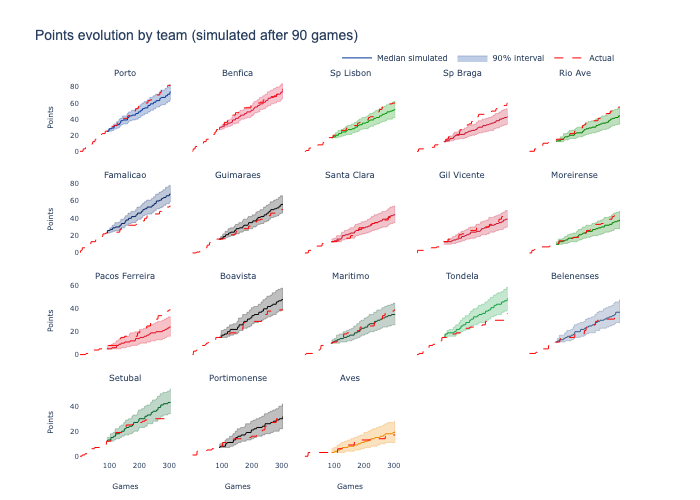 Points evolution by team (simulated after 90 games)
Median simulated 90% interval Actual
Porto Benfica Sp Lisbon Sp Braga Rio Ave
80
60
40
20
0
Points
Famalicao Guimaraes Santa Clara Gil Vicente Moreirense
80
60
40
20
0
Points
Pacos Ferreira Boavista Maritimo Tondela Belenenses
60
40
20
0
Points
Setubal Portimonense Aves
40
20
0
Points
100 200 300 100 200 300 100 200 300
Games Games Games